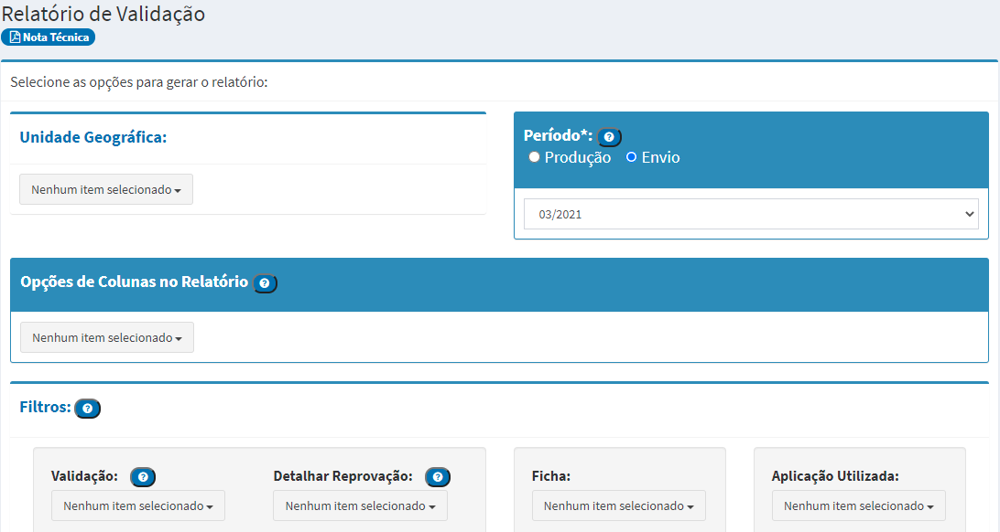 Relatório de Validação
Nota Técnica
Selecione as opções para gerar o relatório:
Unidade Geográfica:
Nenhum item selecionado
Período*: ?
Produção Envio
03/2021
Opções de Colunas no Relatório ?
Nenhum item selecionado
Filtros: ?
Validação: ? Detalhar Reprovação: ? Ficha: Aplicação Utilizada:
Nenhum item selecionado Nenhum item selecionado Nenhum item selecionado Nenhum item selecionado